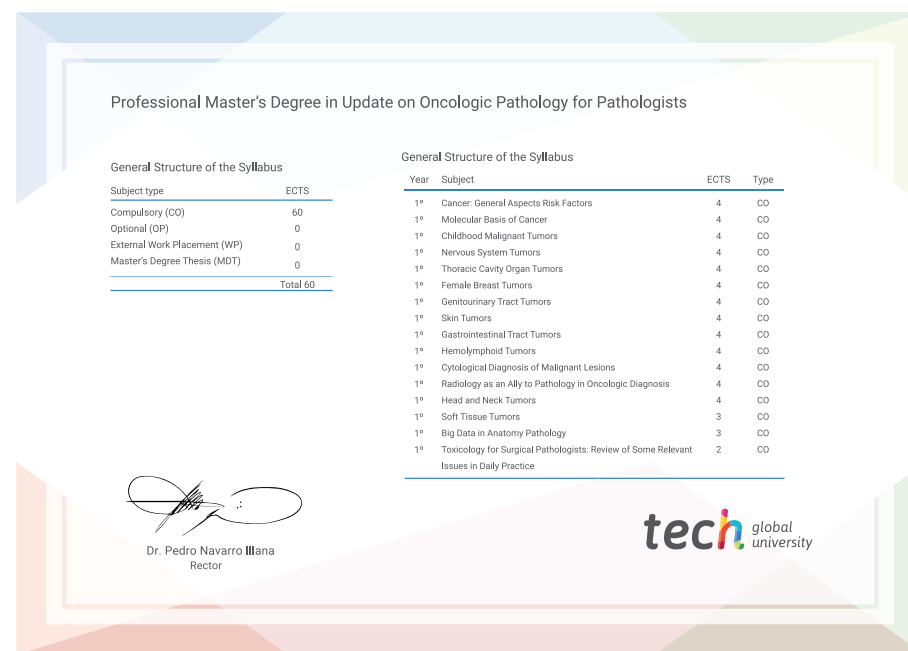 Professional Master's Degree in Update on Oncologic Pathology for Pathologists
General Structure of the Syllabus
Subject type ECTS
Compulsory (CO) 60
Optional (OP) 0
External Work Placement (WP) 0
Master's Degree Thesis (MDT) 0
Total 60
General Structure of the Syllabus
Year Subject ECTS Type
1º Cancer: General Aspects Risk Factors 4 CO
1º Molecular Basis of Cancer 4 CO
1º Childhood Malignant Tumors 4 CO
1º Nervous System Tumors 4 CO
1º Thoracic Cavity Organ Tumors 4 CO
1º Female Breast Tumors 4 CO
1º Genitourinary Tract Tumors 4 CO
1º Skin Tumors 4 CO
1º Gastrointestinal Tract Tumors 4 CO
1º Hemolymphoid Tumors 4 CO
1º Cytological Diagnosis of Malignant Lesions 4 CO
1º Radiology as an Ally to Pathology in Oncologic Diagnosis 4 CO
1º Head and Neck Tumors 4 CO
1º Soft Tissue Tumors 3 CO
1º Big Data in Anatomy Pathology 3 CO
1º Toxicology for Surgical Pathologists: Review of Some Relevant 2 CO
Issues in Daily Practice
Dr. Pedro Navarro Illana
Rector
tech global
university